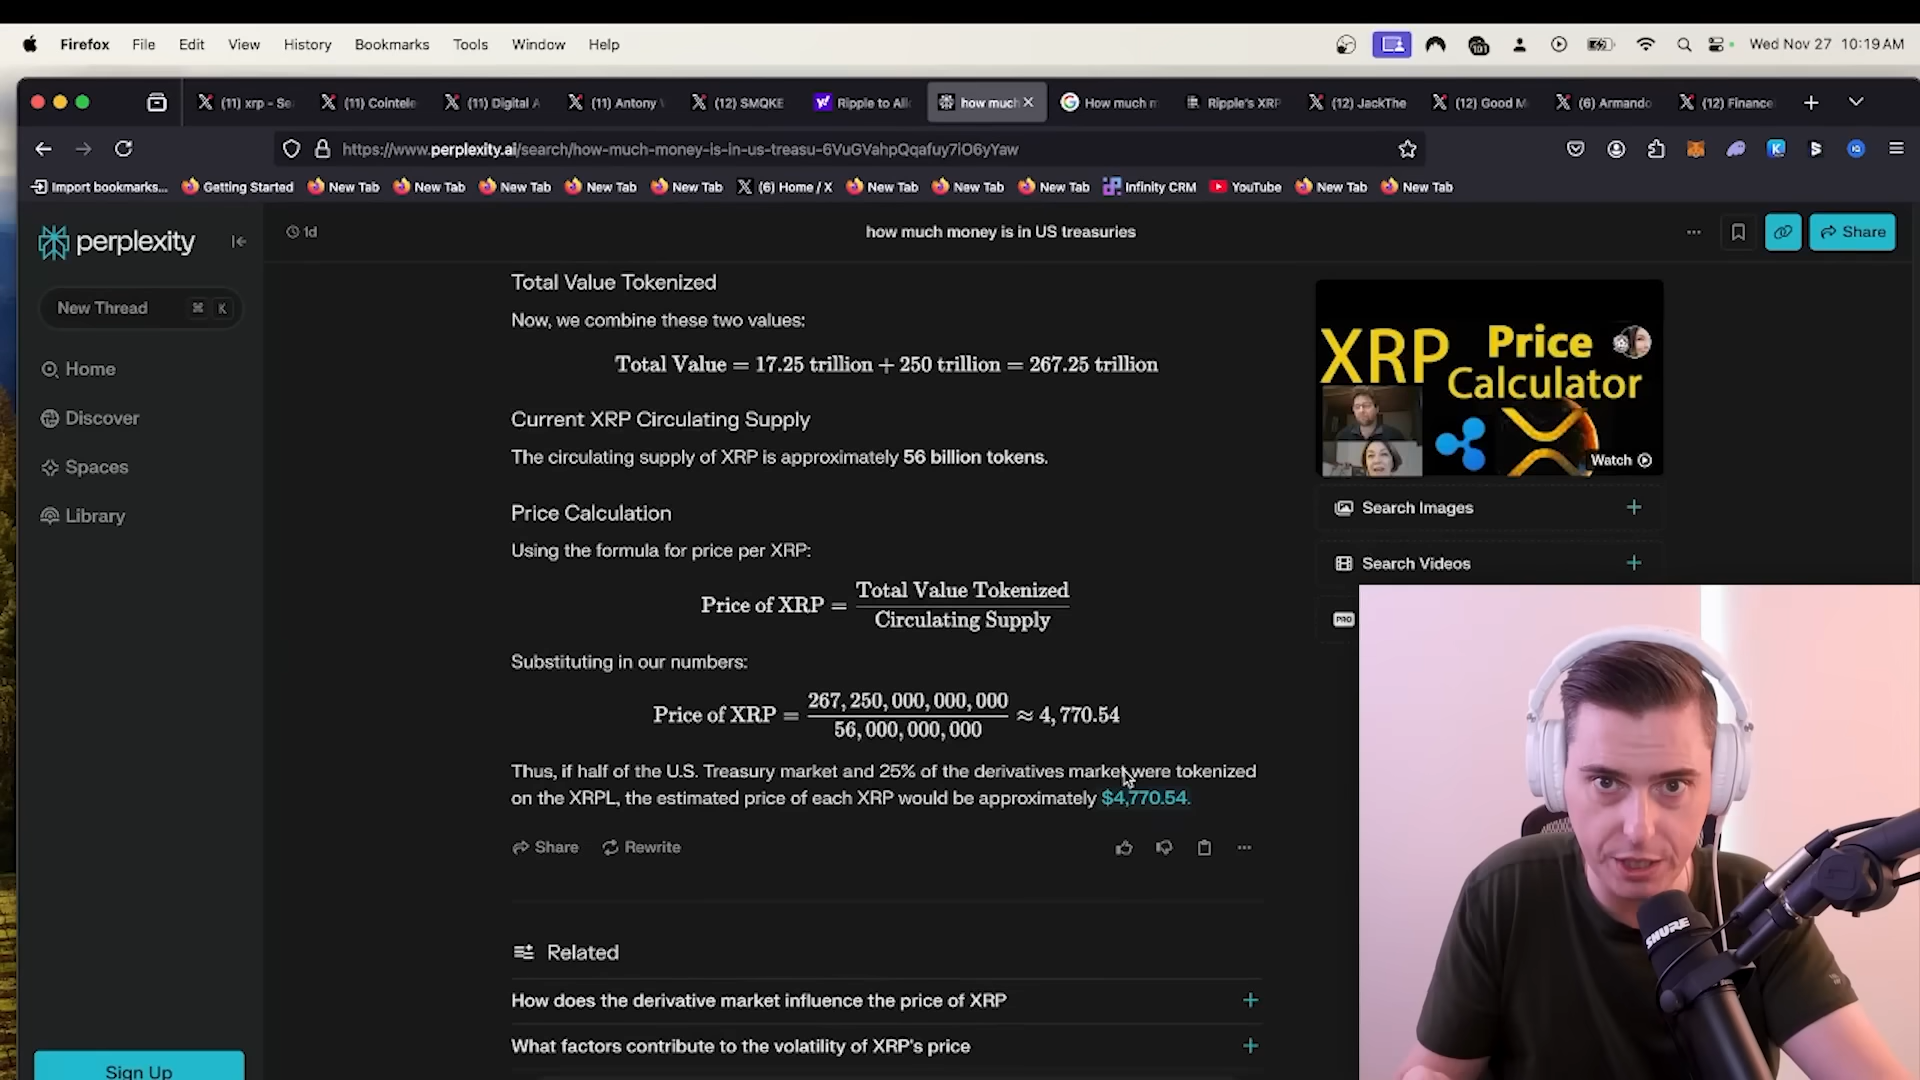 Firefox File Edit View History Bookmarks Tools Window Help
Wed Nov 27 10:19 AM
(11) xrp - Se
(11) Cointele
(11) Digital A
(11) Antony
(12) SMQKE
Ripple to All
how much
How much m
Ripple's XRP
(12) JackThe
(12) Good M
(6) Armando
(12) Finance
https://www.perplexity.ai/search/how-much-money-is-in-us-treasu-6VuGVahpQqafuy7iO6yYaw
Import bookmarks... Getting Started New Tab New Tab New Tab New Tab New Tab (6) Home / X New Tab New Tab New Tab Infinity CRM YouTube New Tab New Tab
perplexity
1d
how much money is in US treasuries
Share
New Thread ⌘ K
Home
Discover
Spaces
Library
Sign Up
Total Value Tokenized
Now, we combine these two values:
Total Value = 17.25 trillion + 250 trillion = 267.25 trillion
Current XRP Circulating Supply
The circulating supply of XRP is approximately 56 billion tokens.
Price Calculation
Using the formula for price per XRP:
Price of XRP = Total Value Tokenized
Circulating Supply
Substituting in our numbers:
Price of XRP = 267,250,000,000,000
56,000,000,000 ≈ 4,770.54
Thus, if half of the U.S. Treasury market and 25% of the derivatives market were tokenized
on the XRPL, the estimated price of each XRP would be approximately $4,770.54.
Share Rewrite
Related
How does the derivative market influence the price of XRP
What factors contribute to the volatility of XRP's price
XRP Price
Calculator
Watch
Search Images
Search Videos
PRO
SHURE